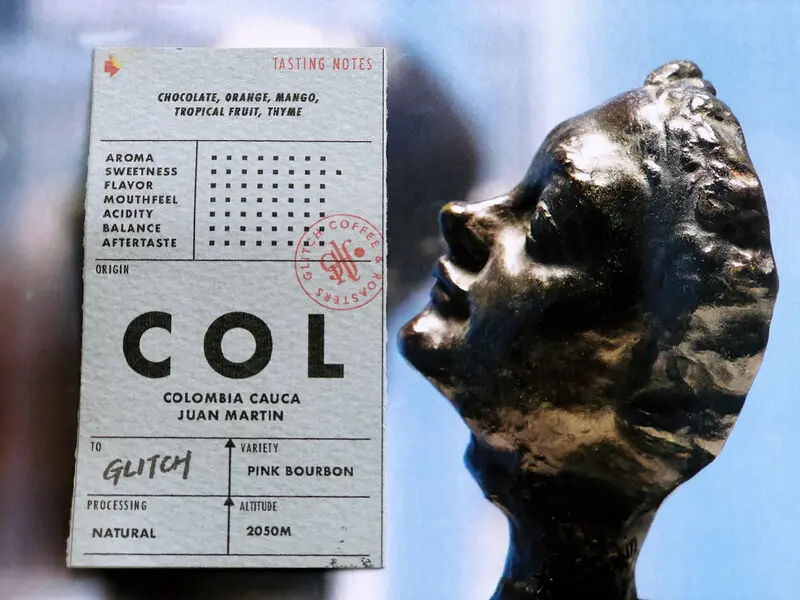 TASTING NOTES
CHOCOLATE, ORANGE, MANGO,
TROPICAL FRUIT, THYME
AROMA
SWEETNESS
FLAVOR
MOUTHFEEL
ACIDITY
BALANCE
AFTERTASTE
GLITCH COFFEE & ROASTERS
ORIGIN
COL
COLOMBIA CAUCA
JUAN MARTIN
TO
GLITCH
VARIETY
PINK BOURBON
PROCESSING
NATURAL
ALTITUDE
2050M